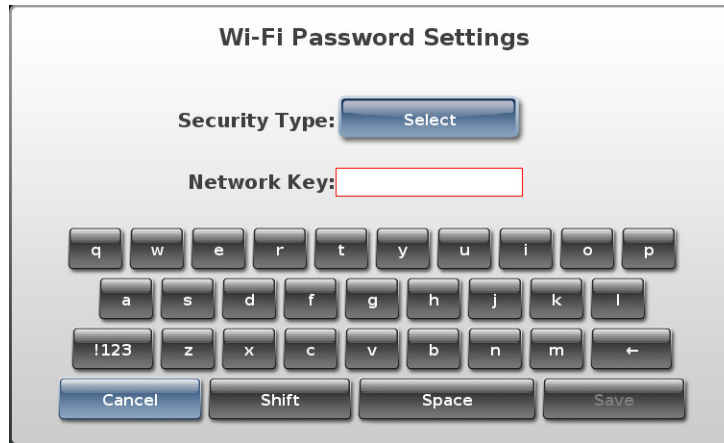 Wi-Fi Password Settings
Security Type: Select
Network Key:
q w e r t y u i o p
a s d f g h j k l
!123 z x c v b n m ←
Cancel Shift Space Save